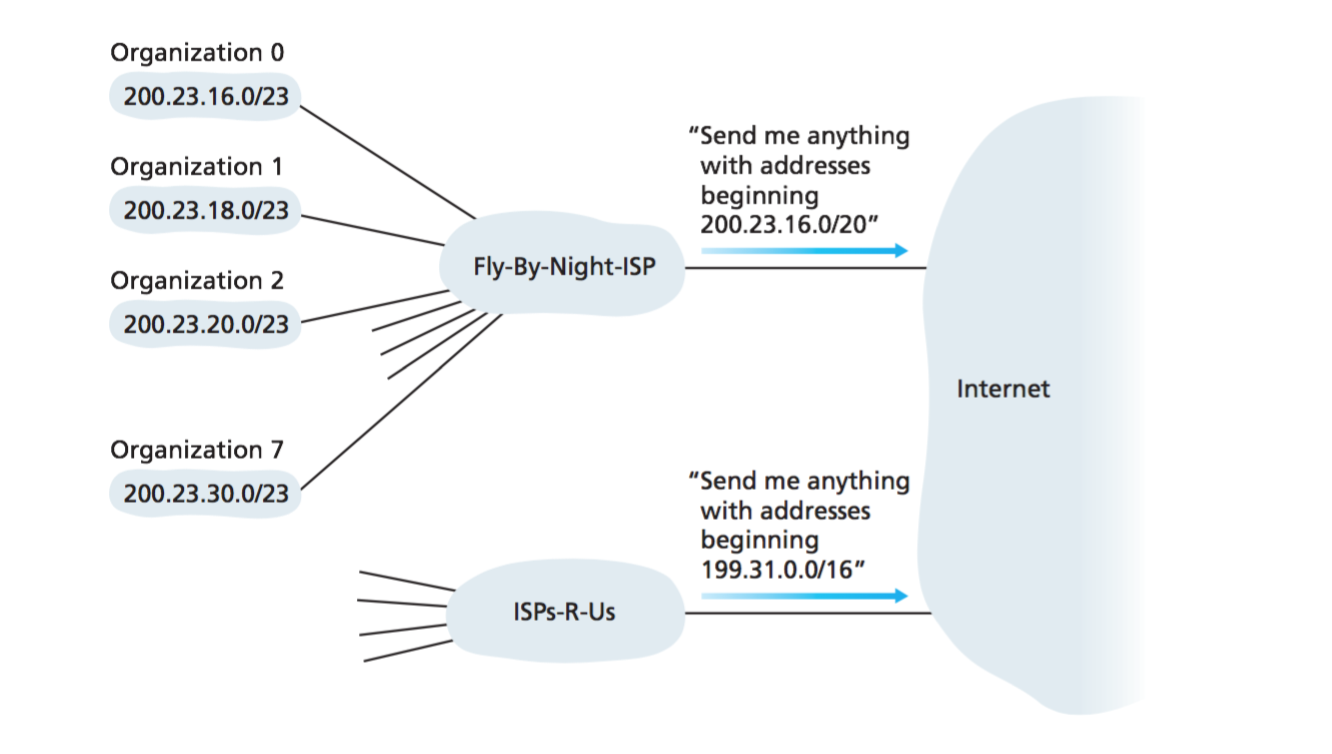 Organization 0
200.23.16.0/23
Organization 1
200.23.18.0/23
Organization 2
200.23.20.0/23
Organization 7
200.23.30.0/23
Fly-By-Night-ISP
“Send me anything
with addresses
beginning
200.23.16.0/20”
Internet
ISPs-R-Us
“Send me anything
with addresses
beginning
199.31.0.0/16”